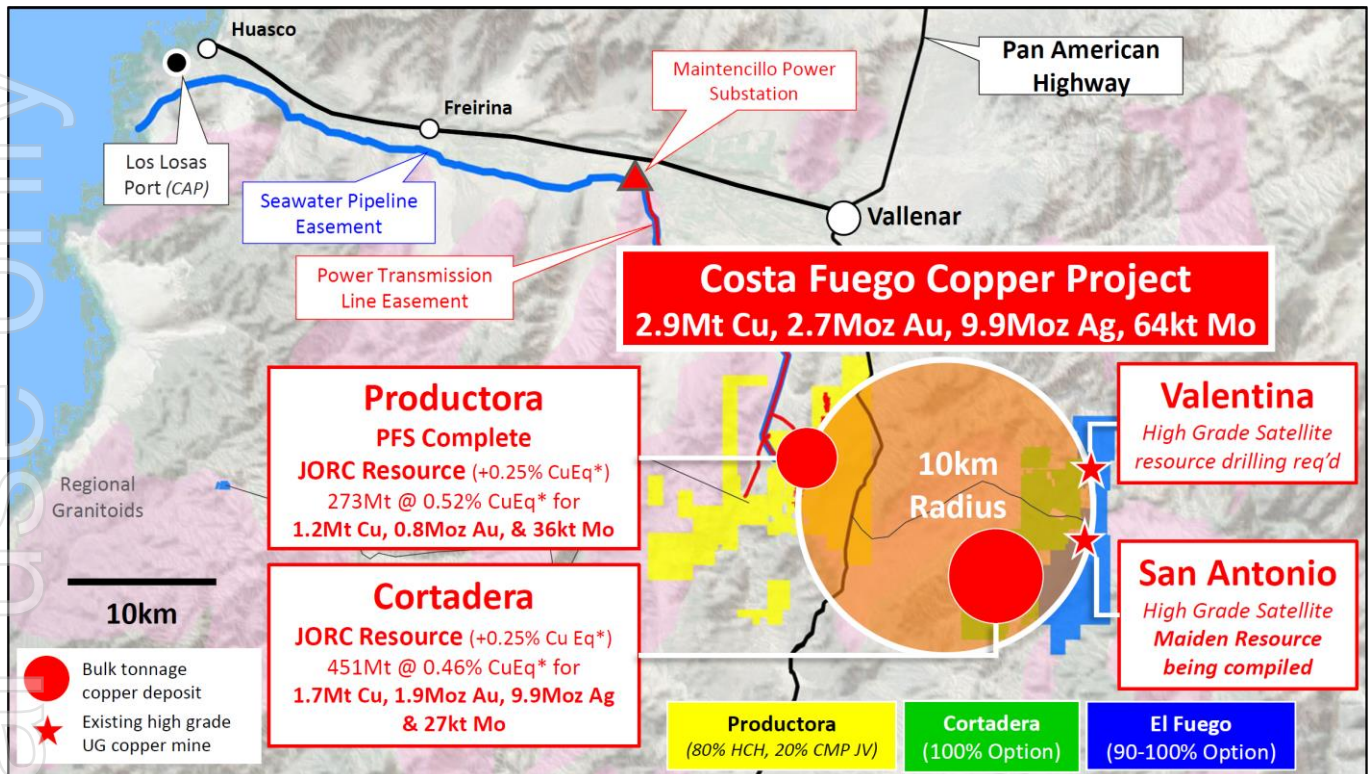 Huasco
Los Losas
Port (CAP)
Freirina
Seawater Pipeline
Easement
Maintencillo Power
Substation
Power Transmission
Line Easement
Pan American
Highway
Vallenar
Costa Fuego Copper Project
2.9Mt Cu, 2.7Moz Au, 9.9Moz Ag, 64kt Mo
Productora
PFS Complete
JORC Resource (+0.25% CuEq*)
273Mt @ 0.52% CuEq* for
1.2Mt Cu, 0.8Moz Au, & 36kt Mo
Cortadera
JORC Resource (+0.25% Cu Eq*)
451Mt @ 0.46% CuEq* for
1.7Mt Cu, 1.9Moz Au, 9.9Moz Ag
& 27kt Mo
10km
Radius
Valentina
High Grade Satellite
resource drilling req'd
San Antonio
High Grade Satellite
Maiden Resource
being compiled
Regional
Granitoids
10km
Bulk tonnage
copper deposit
Existing high grade
UG copper mine
Productora
(80% HCH, 20% CMP JV)
Cortadera
(100% Option)
El Fuego
(90-100% Option)